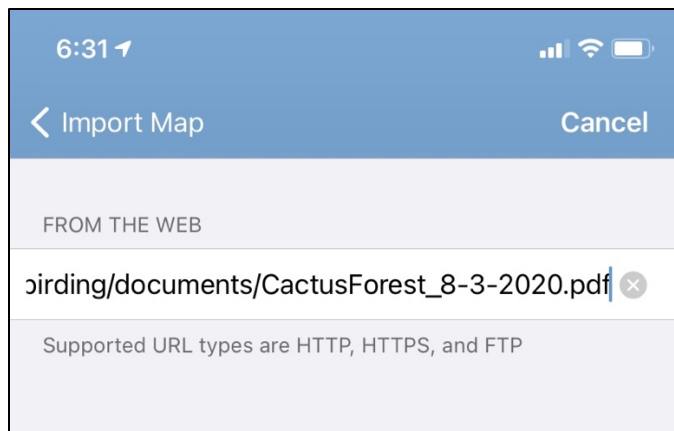 6:31
Import Map
Cancel
FROM THE WEB
birding/documents/CactusForest_8-3-2020.pdf
Supported URL types are HTTP, HTTPS, and FTP